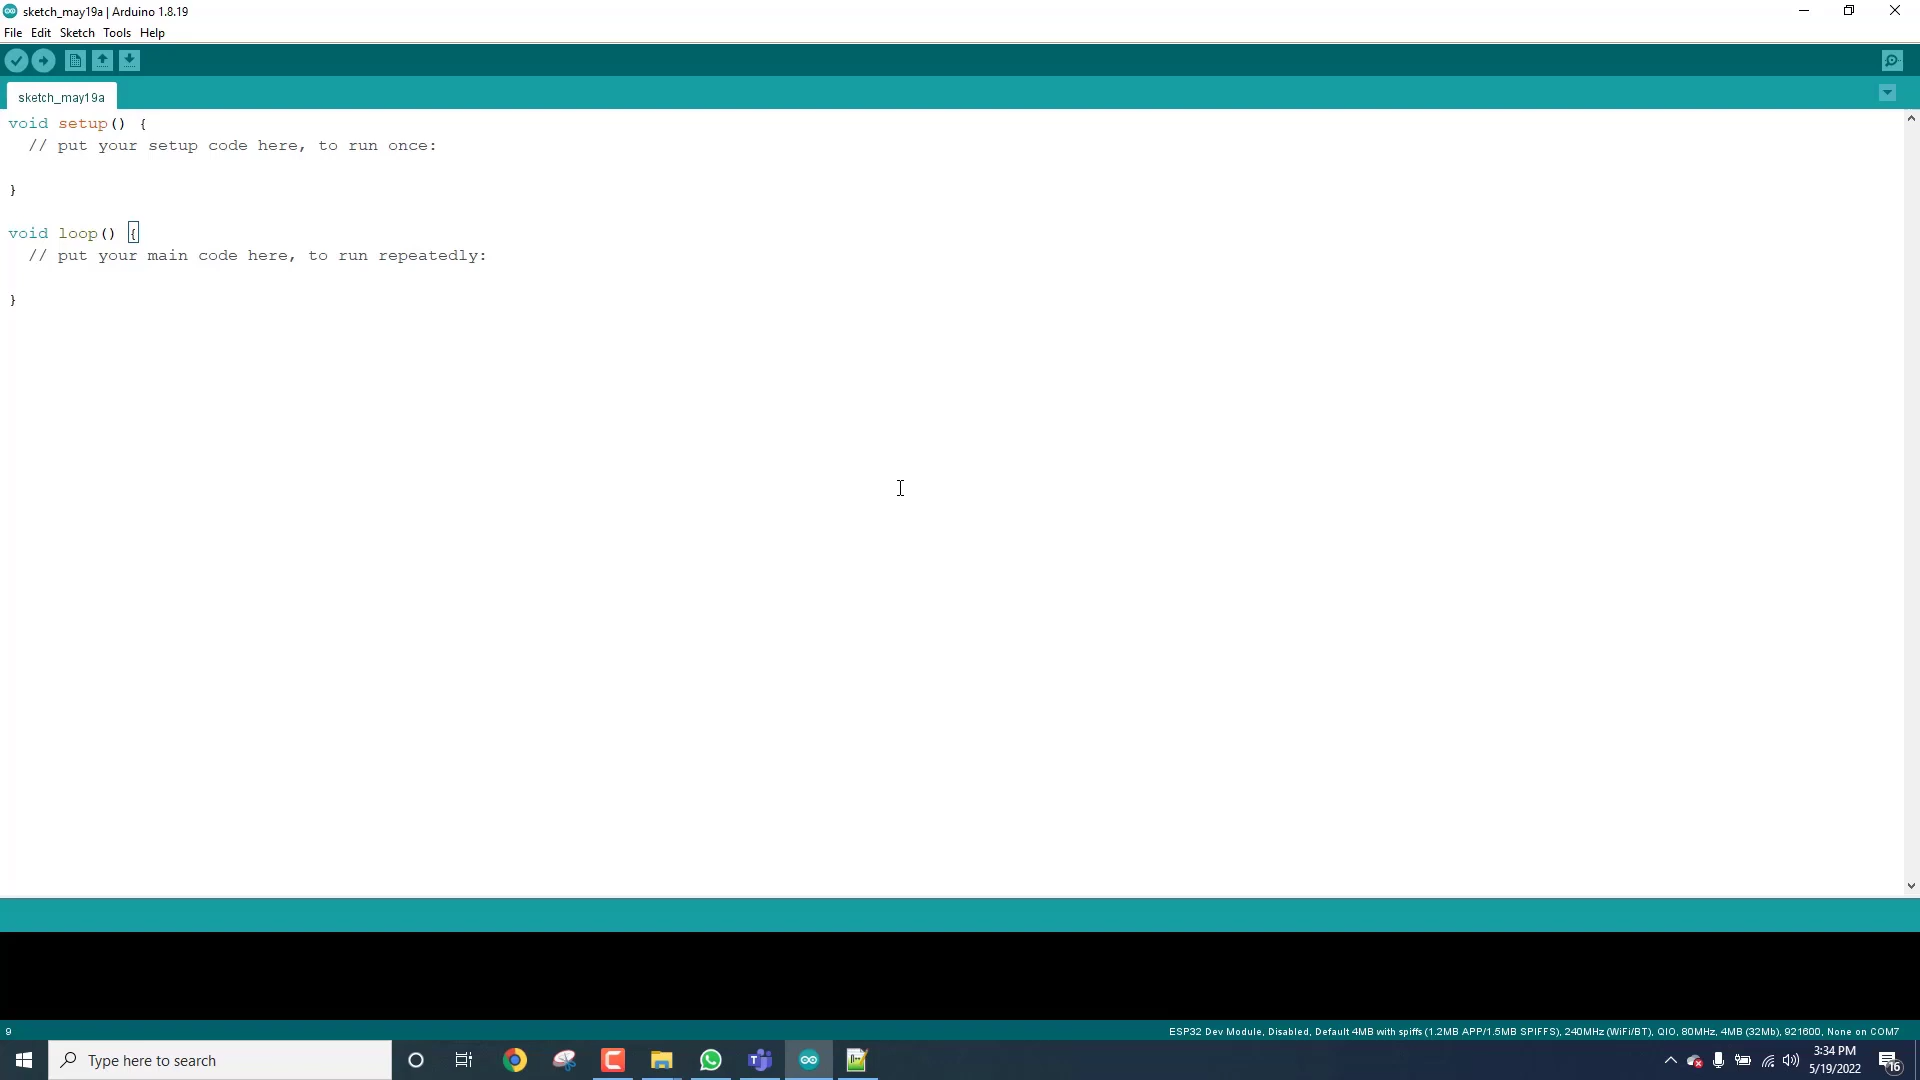 sketch_may19a | Arduino 1.8.19
File Edit Sketch Tools Help
sketch_may19a
void setup() {
  // put your setup code here, to run once:

}

void loop() {
  // put your main code here, to run repeatedly:

}
9
ESP32 Dev Module, Disabled, Default 4MB with spiffs (1.2MB APP/1.5MB SPIFFS), 240MHz (WiFi/BT), QIO, 80MHz, 4MB (32Mb), 921600, None on COM7
Type here to search
3:34 PM
5/19/2022
16